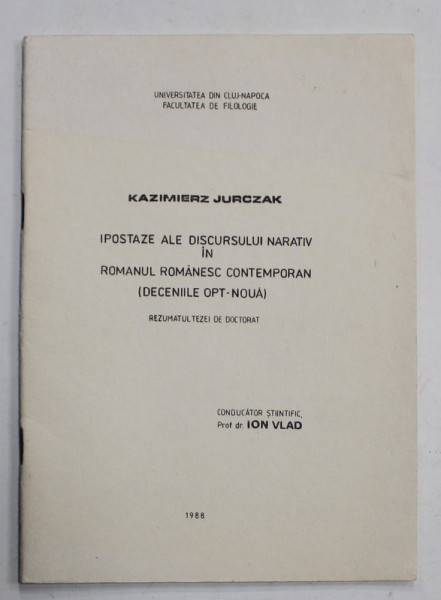 UNIVERSITATEA DIN CLUJ-NAPOCA
FACULTATEA DE FILOLOGIE
KAZIMIERZ JURCZAK
IPOSTAZE ALE DISCURSULUI NARATIV
ÎN
ROMANUL ROMÂNESC CONTEMPORAN
(DECENIILE OPT-NOUĂ)
REZUMATUL TEZEI DE DOCTORAT
CONDUCĂTOR ȘTIINTIFIC,
Prof dr. ION VLAD
1988